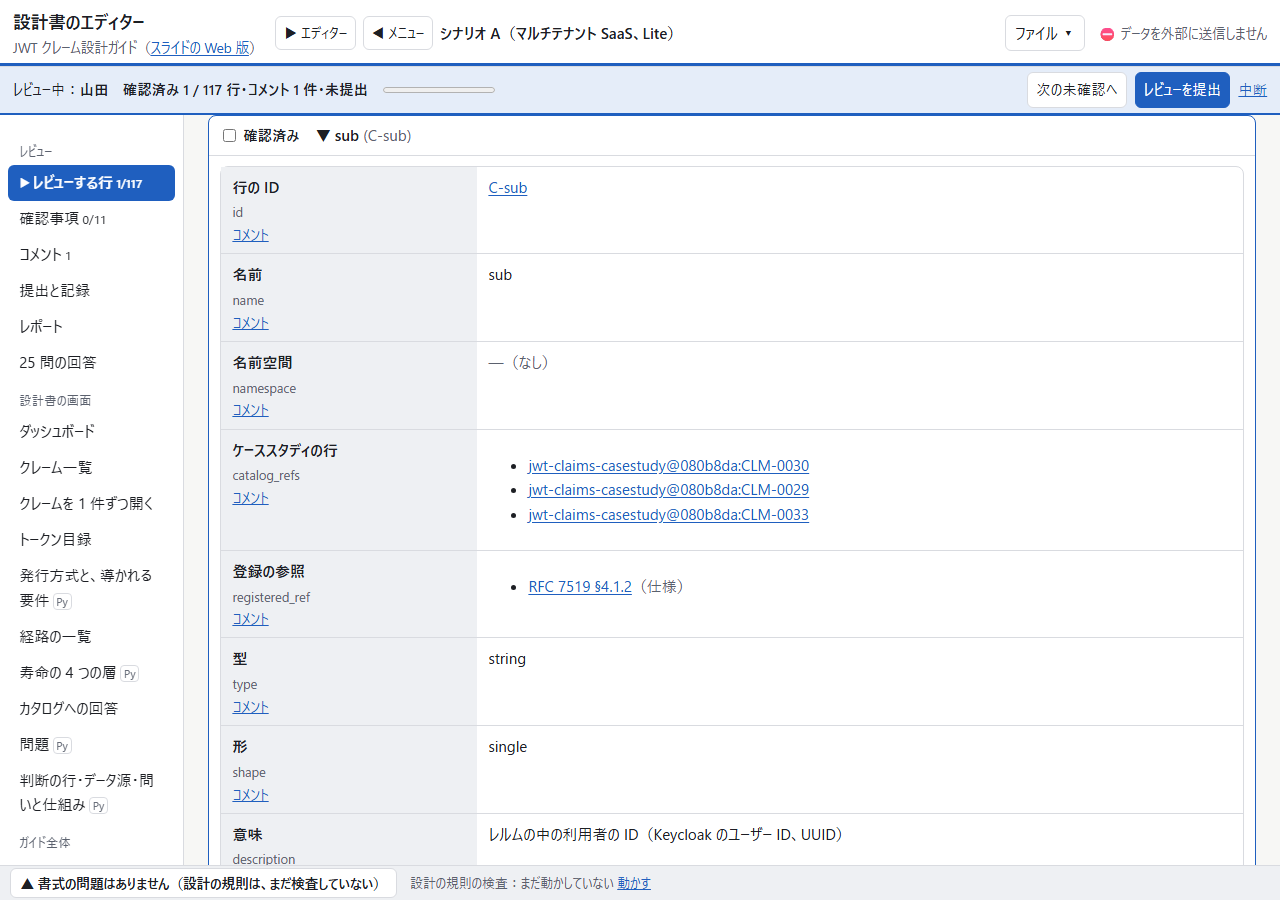 設計書のエディター
JWT クレーム設計ガイド（スライドの Web 版）
▶ エディター
◀ メニュー
シナリオ A（マルチテナント SaaS、Lite）
ファイル ▼
データを外部に送信しません
レビュー中：山田 確認済み 1 / 117 行・コメント 1 件・未提出
次の未確認へ
レビューを提出
中断
レビュー
▶ レビューする行 1/117
確認事項 0/11
コメント 1
提出と記録
レポート
25 問の回答
設計書の画面
ダッシュボード
クレーム一覧
クレームを 1 件ずつ開く
トークン目録
発行方式と、導かれる
要件 Py
経路の一覧
寿命の 4 つの層 Py
カタログへの回答
問題 Py
判断の行・データ源・問
いと仕組み Py
ガイド全体
確認済み ▼ sub (C-sub)
行の ID
id
コメント
C-sub
名前
name
コメント
sub
名前空間
namespace
コメント
—（なし）
ケーススタディの行
catalog_refs
コメント
jwt-claims-casestudy@080b8da:CLM-0030
jwt-claims-casestudy@080b8da:CLM-0029
jwt-claims-casestudy@080b8da:CLM-0033
登録の参照
registered_ref
コメント
RFC 7519 §4.1.2（仕様）
型
type
コメント
string
形
shape
コメント
single
意味
description
レルムの中の利用者の ID（Keycloak のユーザー ID、UUID）
▲ 書式の問題はありません（設計の規則は、まだ検査していない）
設計の規則の検査：まだ動かしていない 動かす